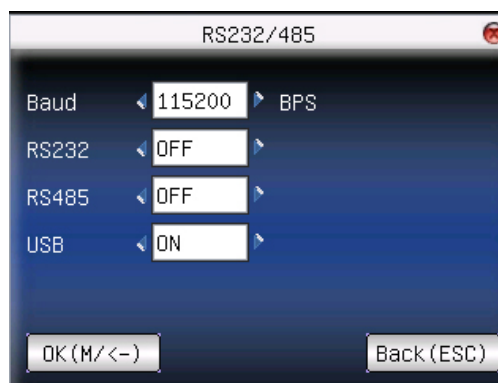 RS232/485
Baud 115200 BPS
RS232 OFF
RS485 OFF
USB ON
OK(M/<-) Back(ESC)